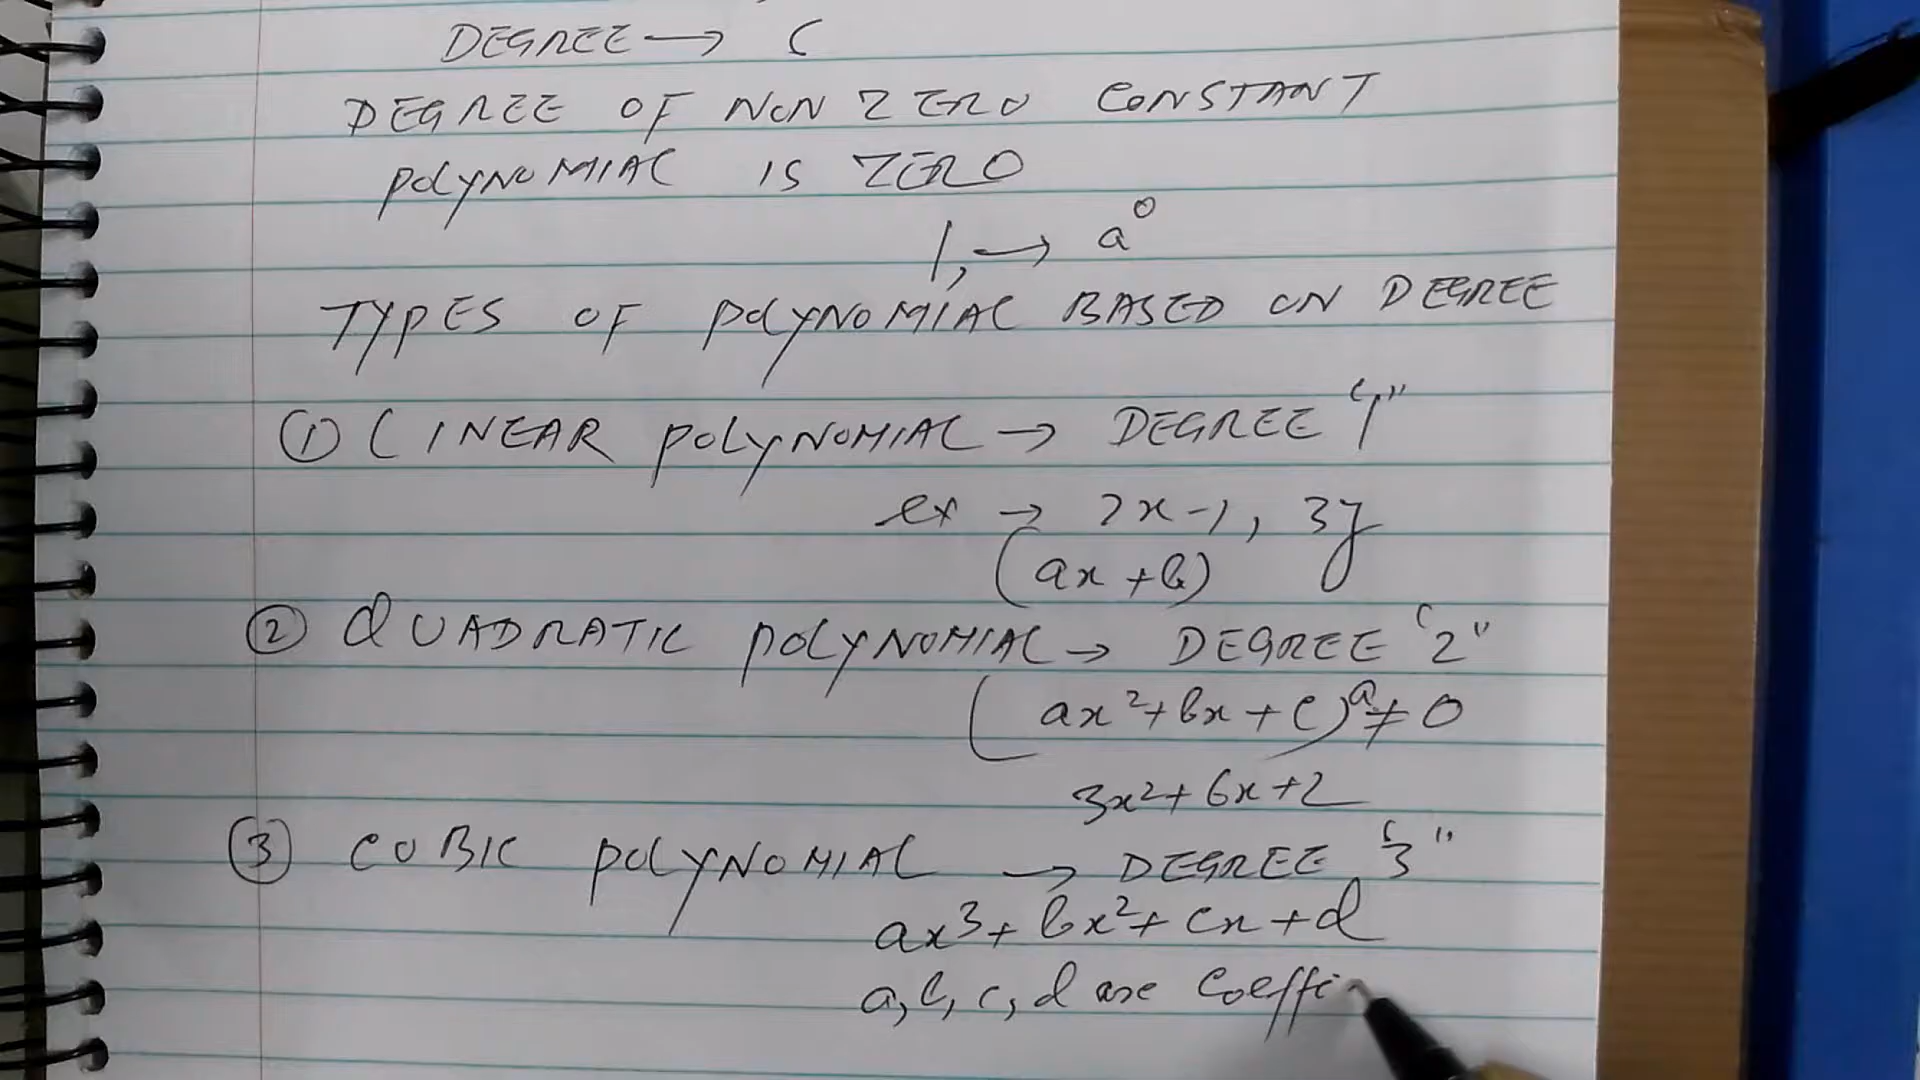 DEGREE → 6
DEGREE OF NON ZERO CONSTANT
POLYNOMIAL IS ZERO
1, → a⁰
TYPES OF POLYNOMIAL BASED ON DEGREE
① LINEAR POLYNOMIAL → DEGREE "1"
ex → 2x-1, 3y
(ax+b)
② QUADRATIC POLYNOMIAL → DEGREE "2"
(ax²+bx+c) a≠0
3x²+6x+2
③ CUBIC POLYNOMIAL → DEGREE "3"
ax³+bx²+cx+d
a, b, c, d are Coeffi